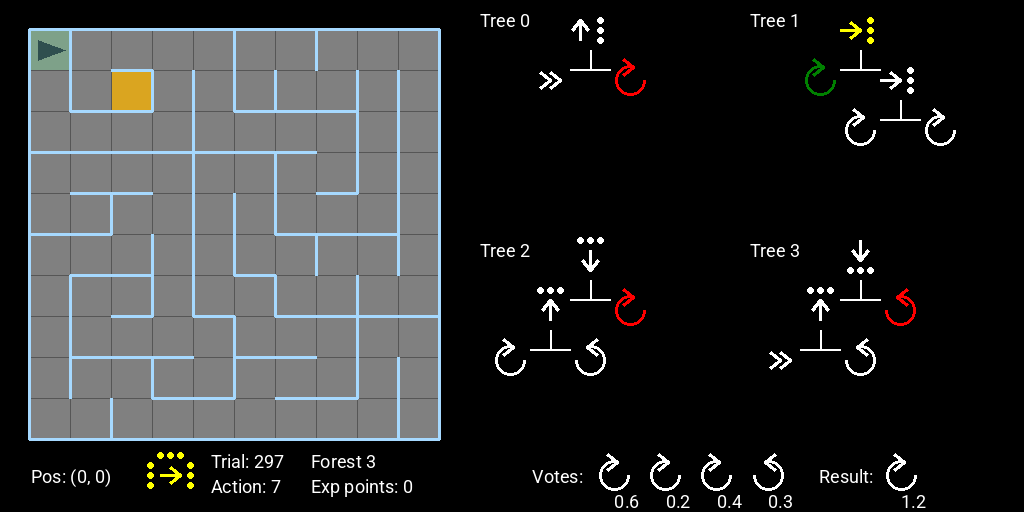 Tree 0
Tree 1
Tree 2
Tree 3
Pos: (0, 0)
Trial: 297
Forest 3
Action: 7
Exp points: 0
Votes:
0.6
0.2
0.4
0.3
Result:
1.2